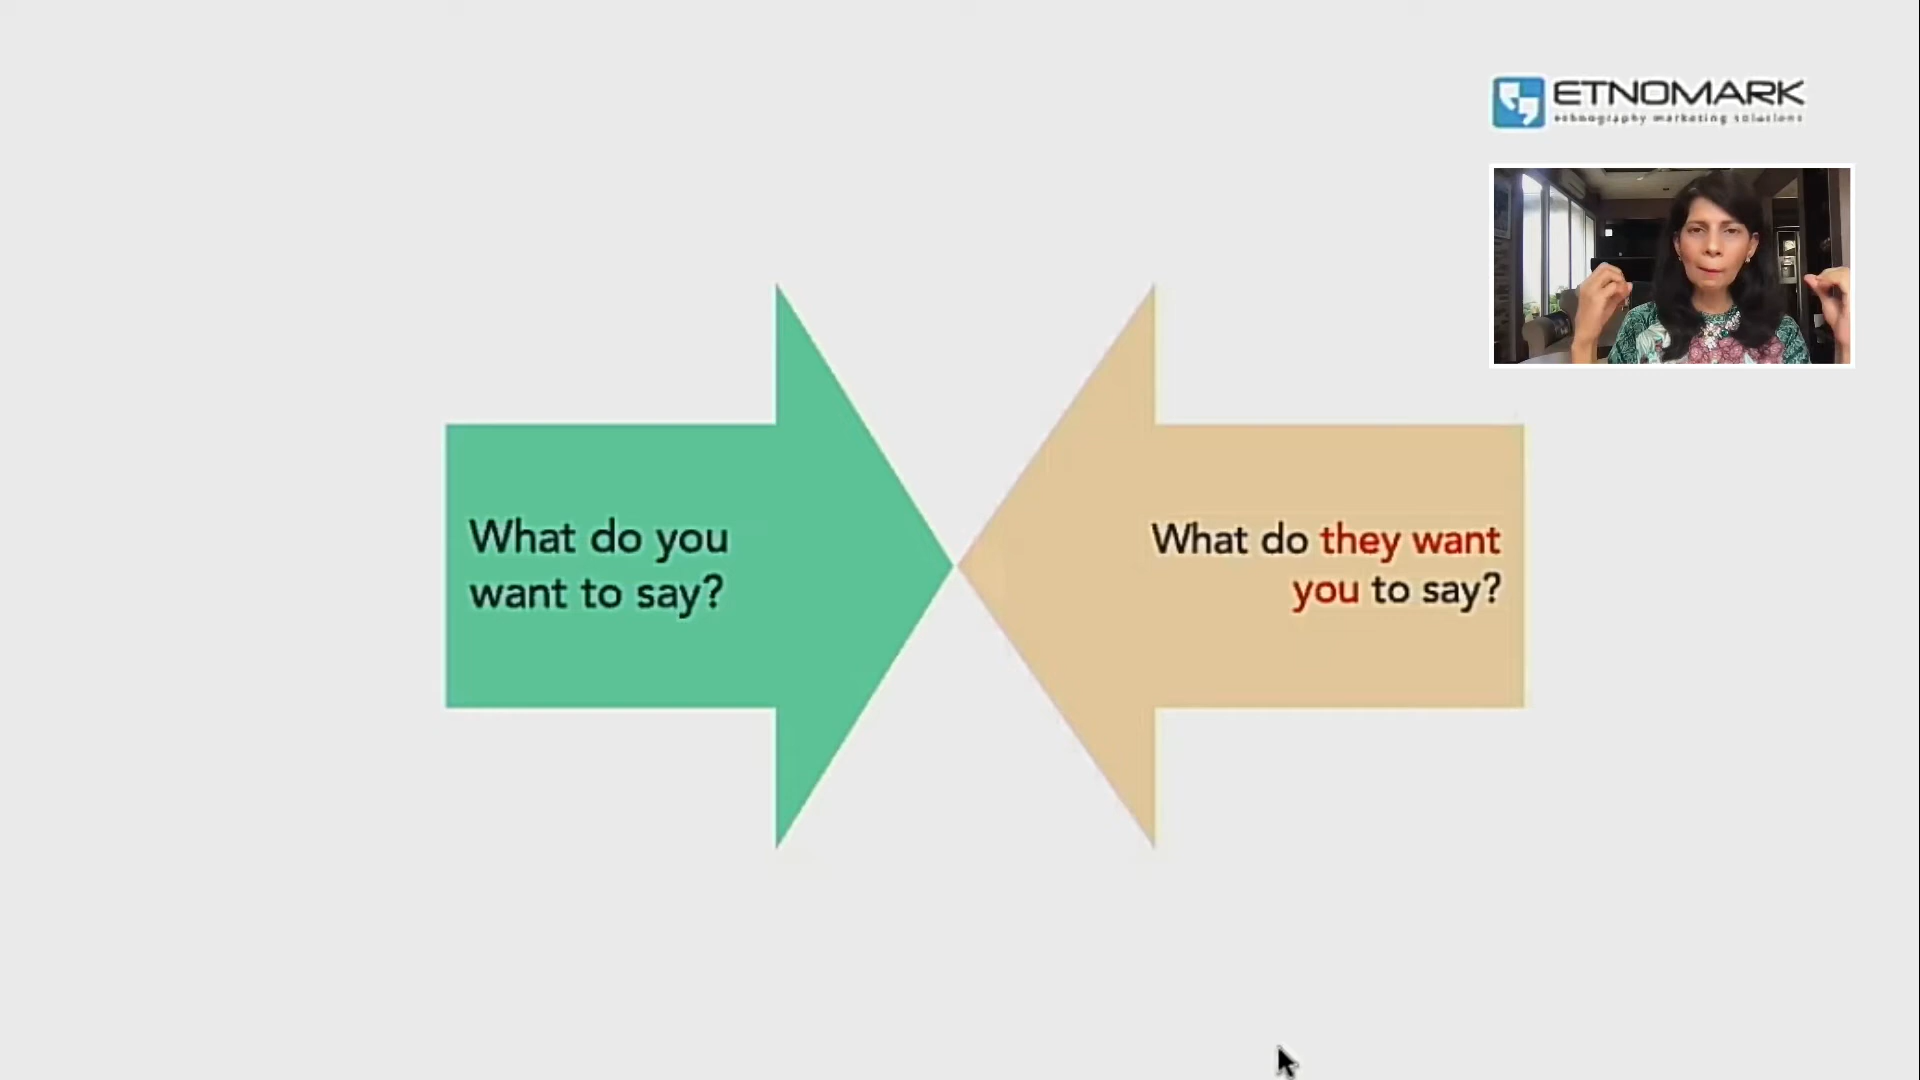 ETNOMARK
ethnography marketing solutions
What do you
want to say?
What do they want
you to say?